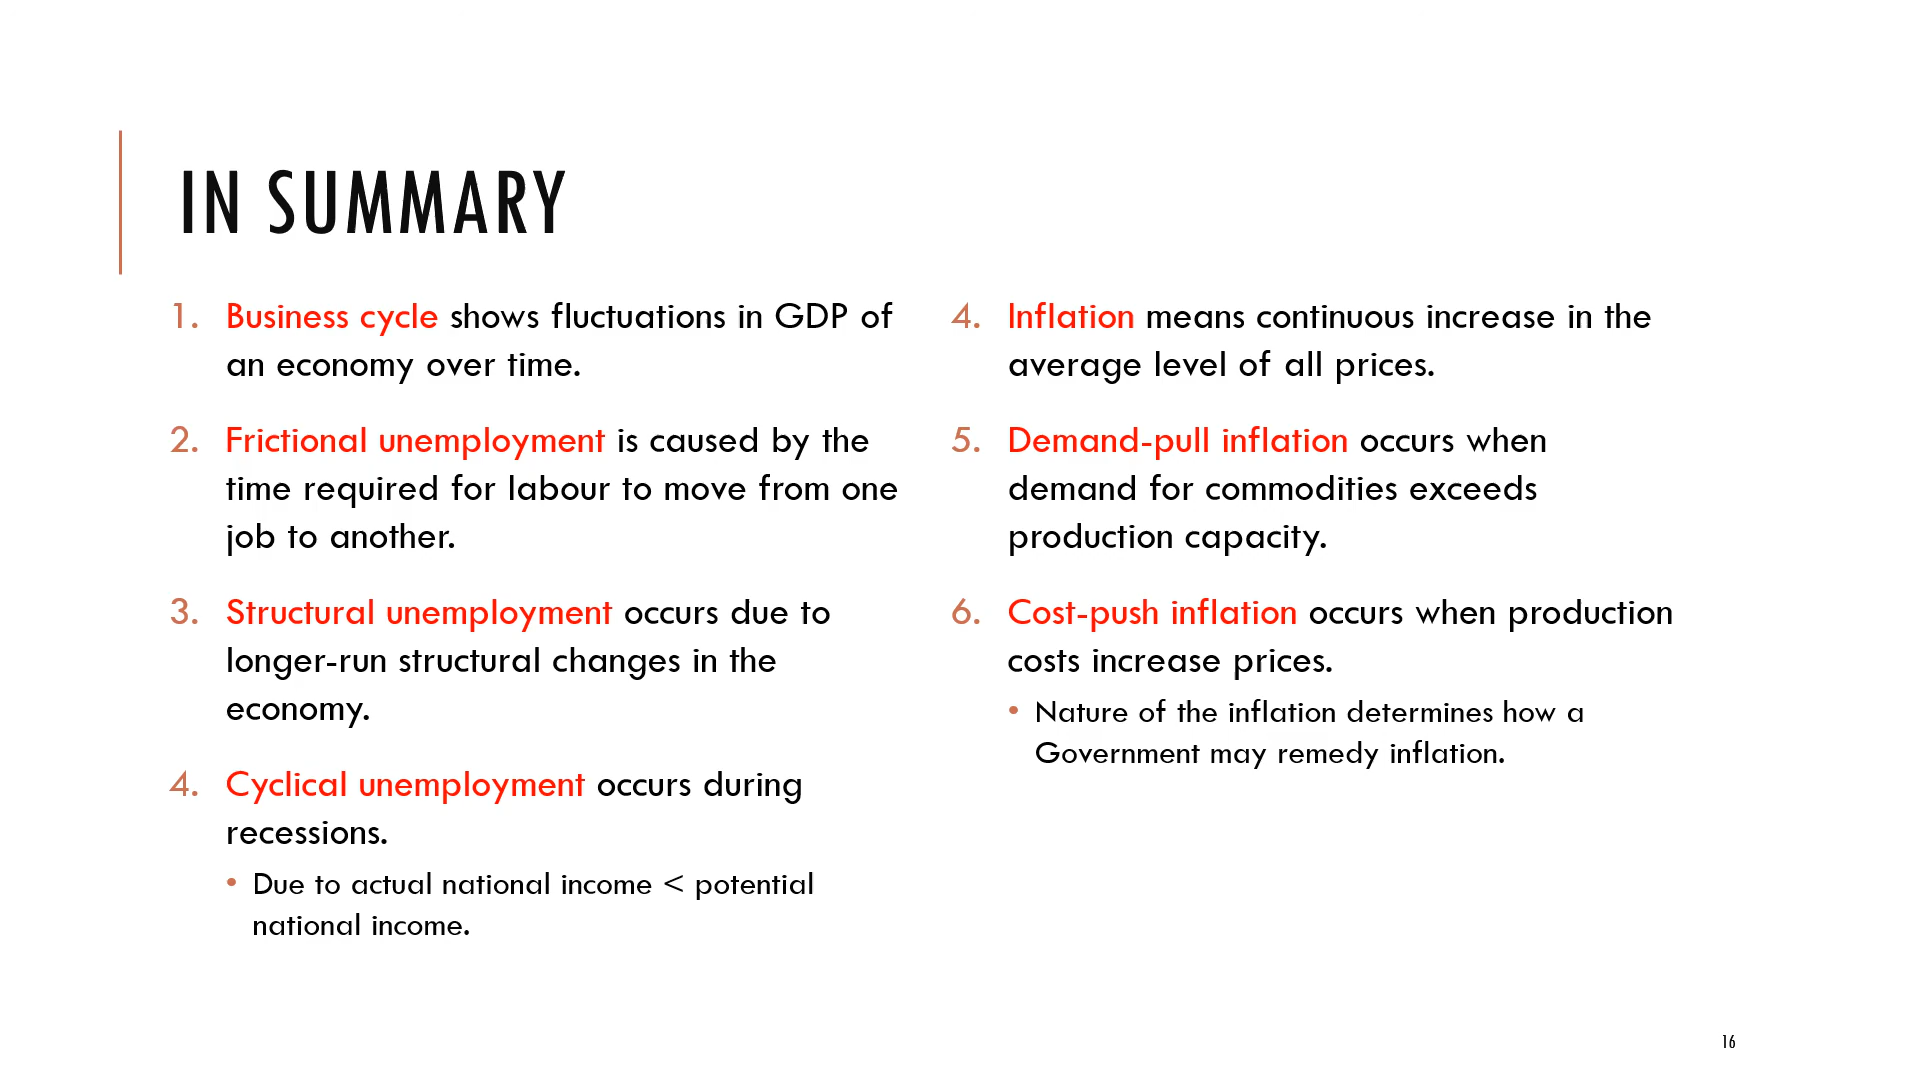 IN SUMMARY
1. Business cycle shows fluctuations in GDP of
an economy over time.
2. Frictional unemployment is caused by the
time required for labour to move from one
job to another.
3. Structural unemployment occurs due to
longer-run structural changes in the
economy.
4. Cyclical unemployment occurs during
recessions.
• Due to actual national income < potential
national income.
4. Inflation means continuous increase in the
average level of all prices.
5. Demand-pull inflation occurs when
demand for commodities exceeds
production capacity.
6. Cost-push inflation occurs when production
costs increase prices.
• Nature of the inflation determines how a
Government may remedy inflation.
16